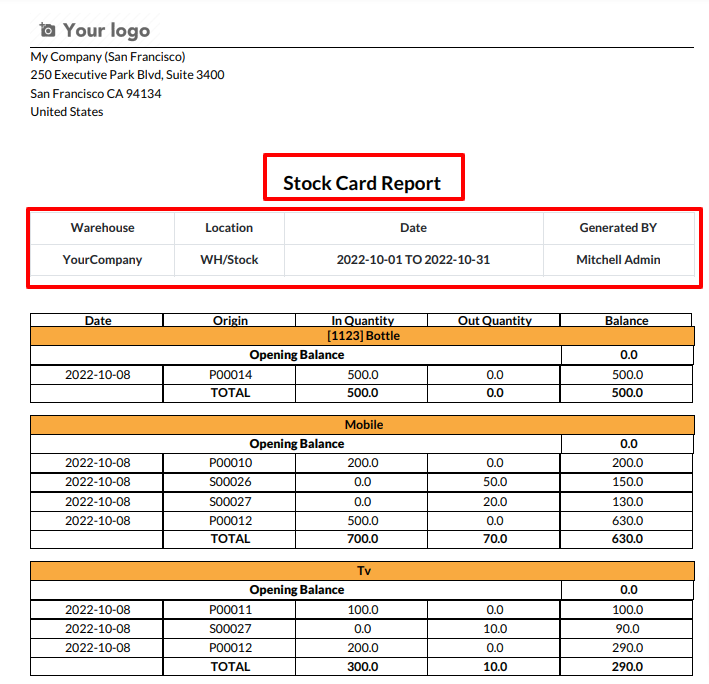 Your logo
My Company (San Francisco)
250 Executive Park Blvd, Suite 3400
San Francisco CA 94134
United States
Stock Card Report
Warehouse Location Date Generated BY
YourCompany WH/Stock 2022-10-01 TO 2022-10-31 Mitchell Admin
Date Origin In Quantity Out Quantity Balance
[1123] Bottle
Opening Balance 0.0
2022-10-08 P00014 500.0 0.0 500.0
TOTAL 500.0 0.0 500.0
Mobile
Opening Balance 0.0
2022-10-08 P00010 200.0 0.0 200.0
2022-10-08 S00026 0.0 50.0 150.0
2022-10-08 S00027 0.0 20.0 130.0
2022-10-08 P00012 500.0 0.0 630.0
TOTAL 700.0 70.0 630.0
Tv
Opening Balance 0.0
2022-10-08 P00011 100.0 0.0 100.0
2022-10-08 S00027 0.0 10.0 90.0
2022-10-08 P00012 200.0 0.0 290.0
TOTAL 300.0 10.0 290.0